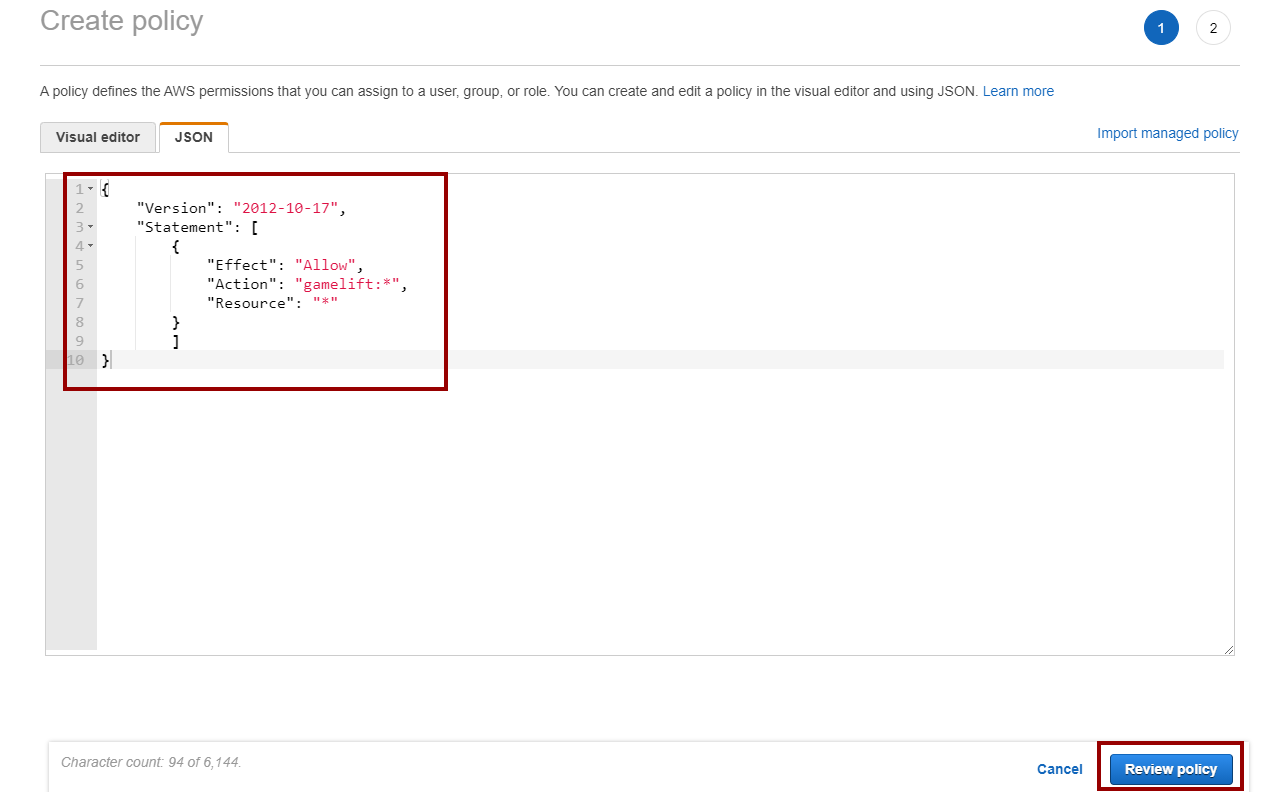 Create policy
1
2
A policy defines the AWS permissions that you can assign to a user, group, or role. You can create and edit a policy in the visual editor and using JSON. Learn more
Visual editor
JSON
Import managed policy
1 {
2     "Version": "2012-10-17",
3     "Statement": [
4         {
5             "Effect": "Allow",
6             "Action": "gamelift:*",
7             "Resource": "*"
8         }
9         ]
10 }
Character count: 94 of 6,144.
Cancel
Review policy